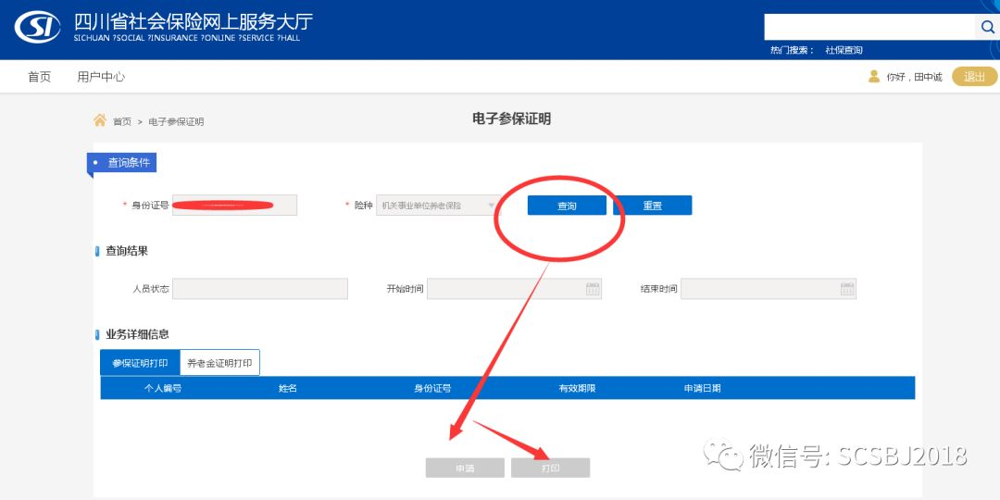 四川省社会保险网上服务大厅
SICHUAN ?SOCIAL ?INSURANCE ?ONLINE ?SERVICE ?HALL
热门搜索： 社保查询
首页 用户中心 你好，田中诚 退出
首页 > 电子参保证明
电子参保证明
查询条件
* 身份证号 * 险种 机关事业单位养老保险 查询 重置
查询结果
人员状态 开始时间 结束时间
业务详细信息
参保证明打印 养老金证明打印
个人编号 姓名 身份证号 有效期限 申请日期
申请 打印
微信号: SCSBJ2018